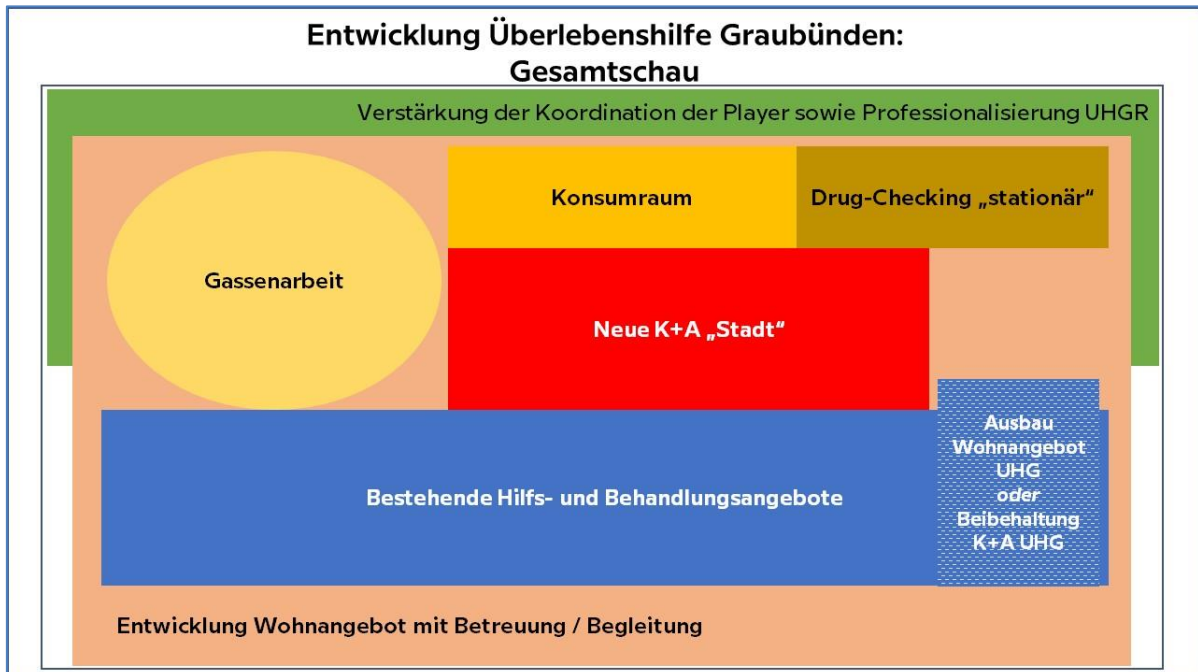 Entwicklung Überlebenshilfe Graubünden:
Gesamtschau
Verstärkung der Koordination der Player sowie Professionalisierung UHGR
Konsumraum
Drug-Checking „stationär“
Gassenarbeit
Neue K+A „Stadt“
Ausbau
Wohnangebot
UHG
oder
Beibehaltung
K+A UHG
Bestehende Hilfs- und Behandlungsangebote
Entwicklung Wohnangebot mit Betreuung / Begleitung